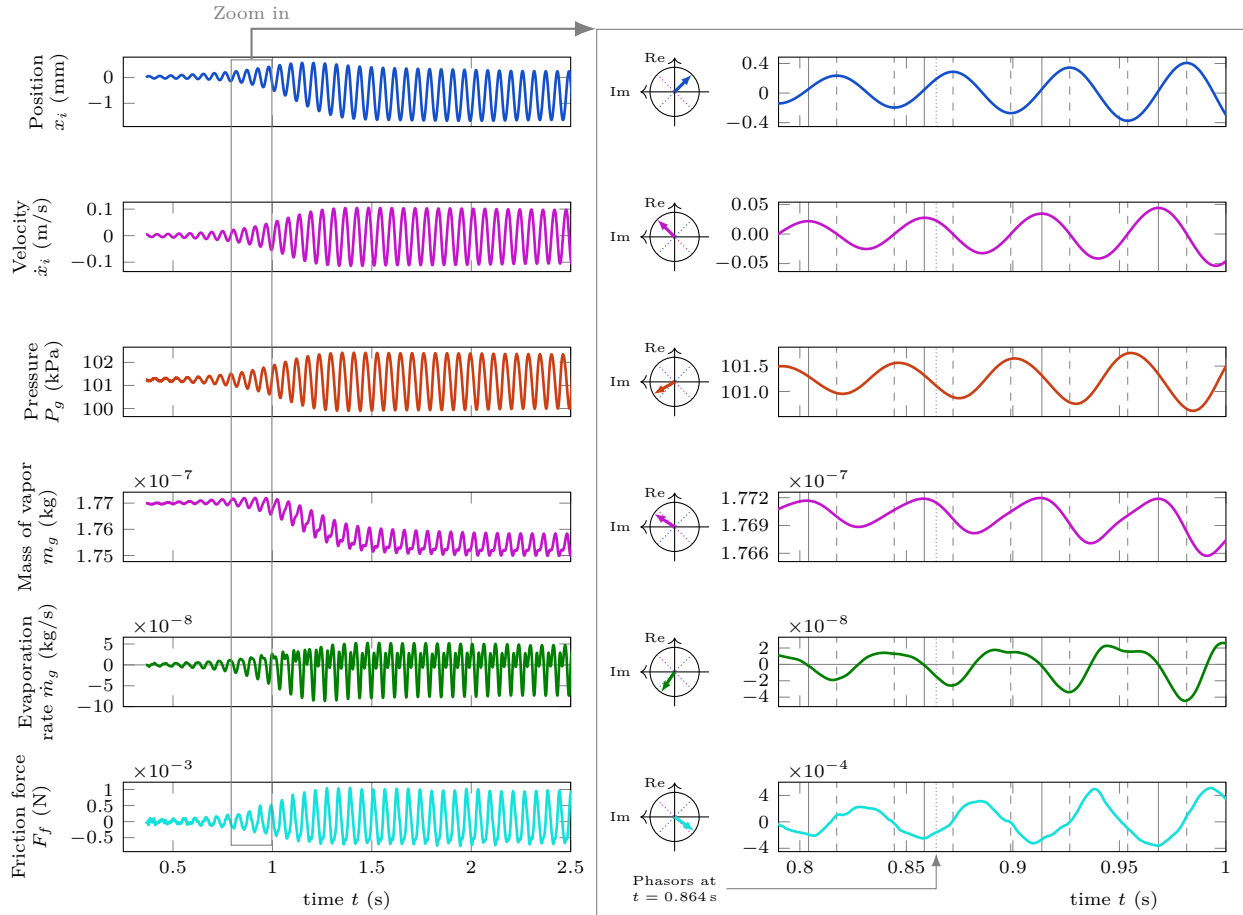 Zoom in
Position
x_i (mm)
0
−1
Re
Im
0.4
0
−0.4
Velocity
ẋ_i (m/s)
0.1
0
−0.1
Im
Re
0.05
0.00
−0.05
Pressure
P_g (kPa)
102
101
100
Im
Re
101.5
101.0
Mass of vapor
m_g (kg)
×10⁻⁷
1.77
1.76
1.75
Im
Re
×10⁻⁷
1.772
1.769
1.766
Evaporation
rate ṁ_g (kg/s)
×10⁻⁸
5
0
−5
−10
Im
Re
×10⁻⁸
2
0
−2
−4
Friction force
F_f (N)
×10⁻³
1
0.5
0
−0.5
Im
Re
×10⁻⁴
4
0
−4
0.5 1 1.5 2 2.5
time t (s)
Phasors at
t = 0.864 s
0.8 0.85 0.9 0.95 1
time t (s)